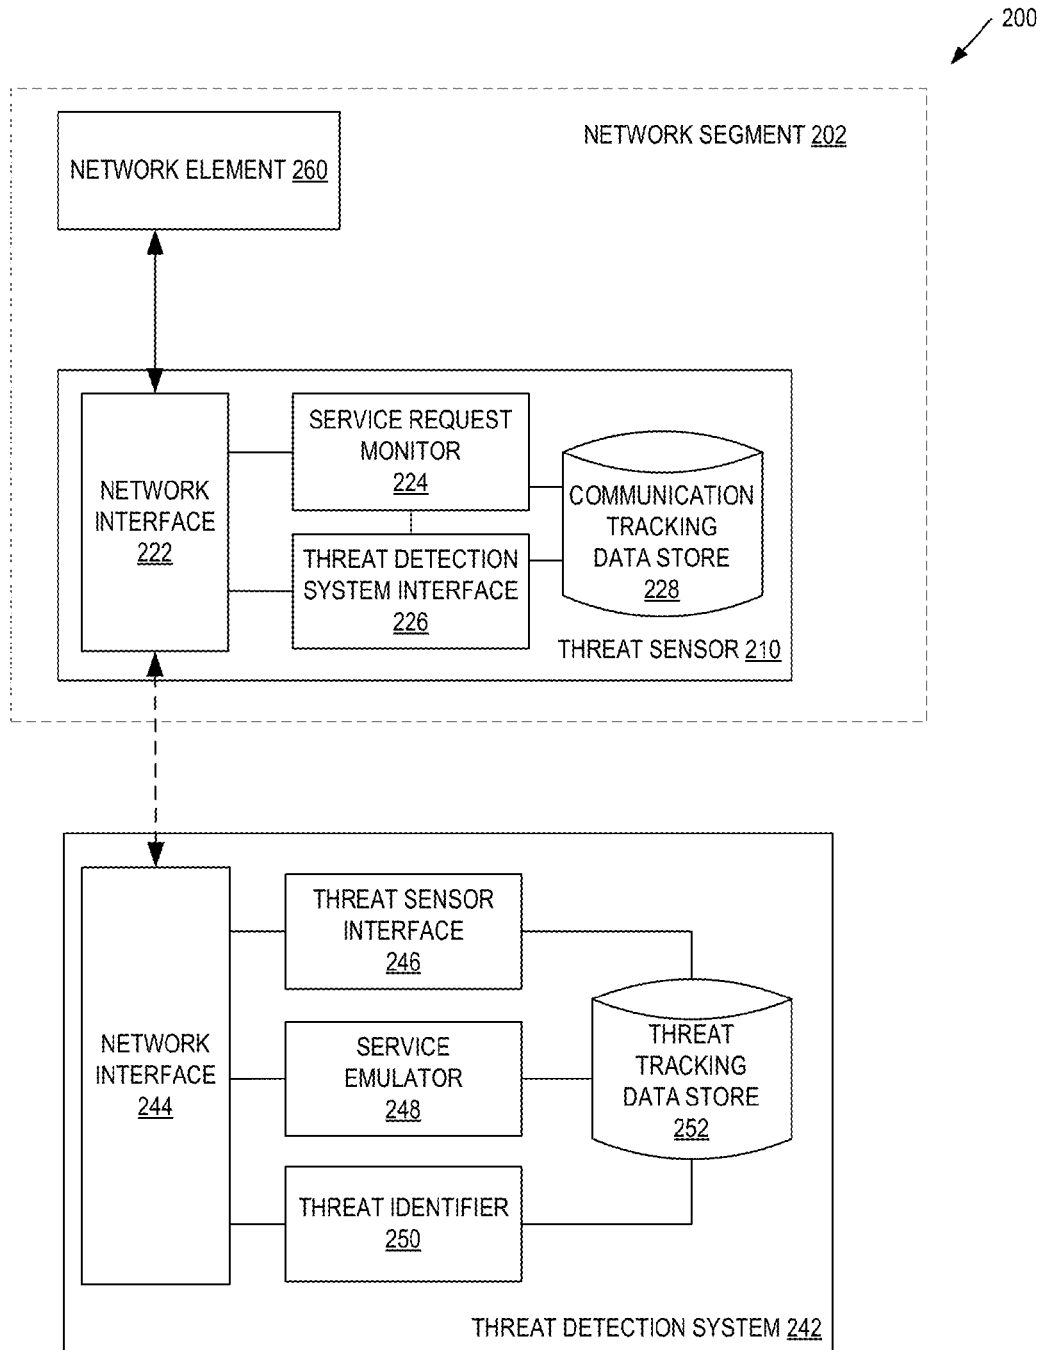 200
NETWORK SEGMENT 202
NETWORK ELEMENT 260
NETWORK
INTERFACE
222
SERVICE REQUEST
MONITOR
224
THREAT DETECTION
SYSTEM INTERFACE
226
COMMUNICATION
TRACKING
DATA STORE
228
THREAT SENSOR 210
NETWORK
INTERFACE
244
THREAT SENSOR
INTERFACE
246
SERVICE
EMULATOR
248
THREAT IDENTIFIER
250
THREAT
TRACKING
DATA STORE
252
THREAT DETECTION SYSTEM 242